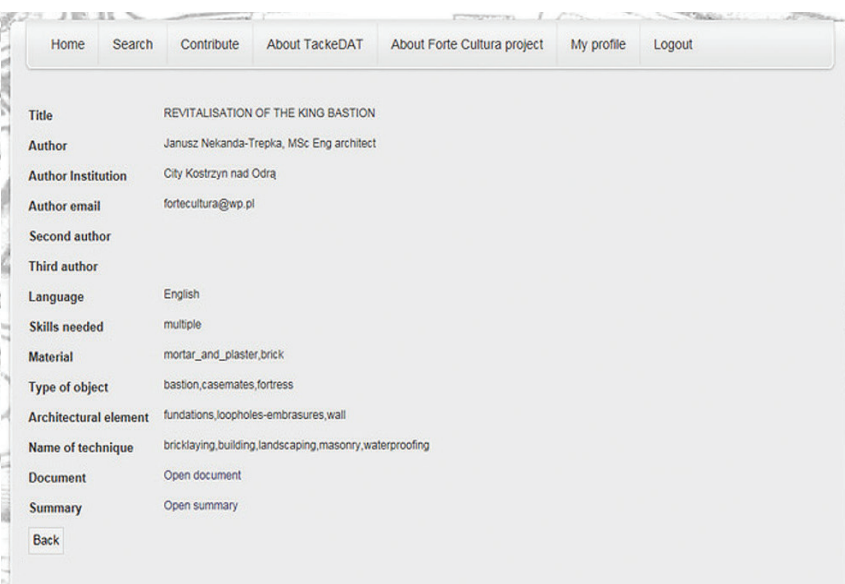 Home Search Contribute About TackeDAT About Forte Cultura project My profile Logout
Title REVITALISATION OF THE KING BASTION
Author Janusz Nekanda-Trepka, MSc Eng architect
Author Institution City Kostrzyn nad Odrą
Author email fortecultura@wp.pl
Second author
Third author
Language English
Skills needed multiple
Material mortar_and_plaster,brick
Type of object bastion,casemates,fortress
Architectural element fundations,loopholes-embrasures,wall
Name of technique bricklaying,building,landscaping,masonry,waterproofing
Document Open document
Summary Open summary
Back